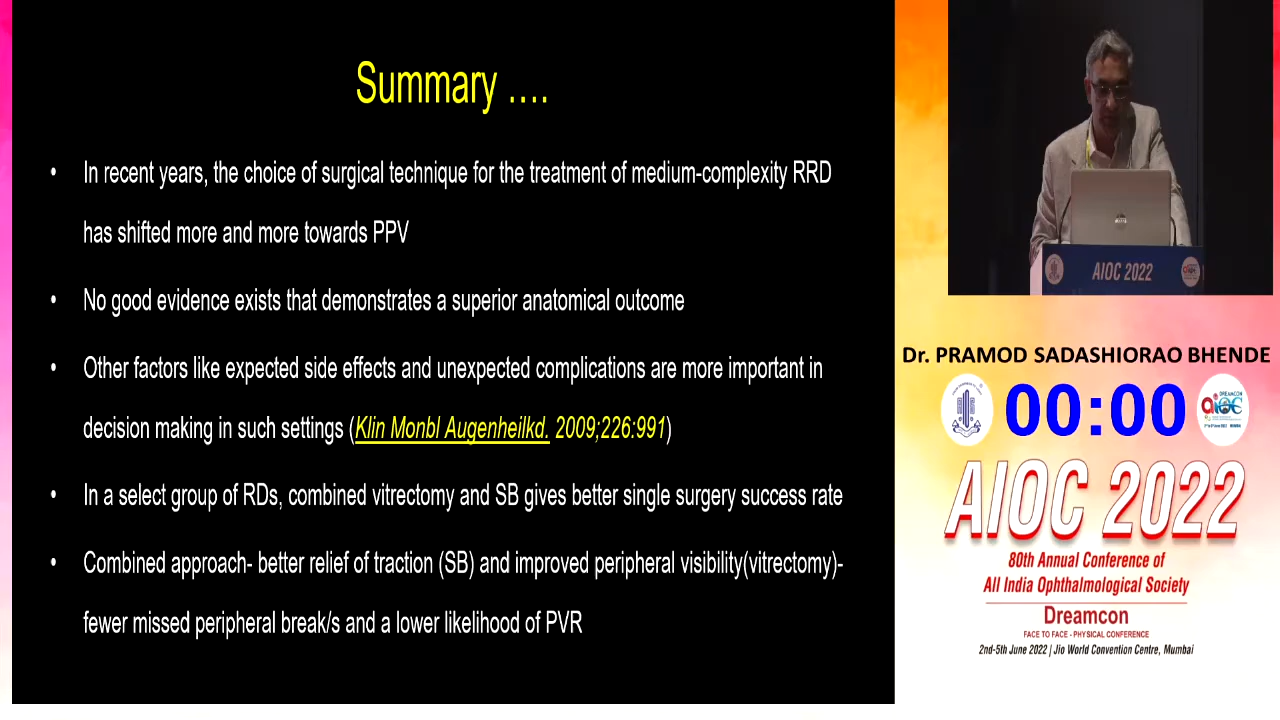 Summary ....
• In recent years, the choice of surgical technique for the treatment of medium-complexity RRD
has shifted more and more towards PPV
• No good evidence exists that demonstrates a superior anatomical outcome
• Other factors like expected side effects and unexpected complications are more important in
decision making in such settings (Klin Monbl Augenheilkd. 2009;226:991)
• In a select group of RDs, combined vitrectomy and SB gives better single surgery success rate
• Combined approach- better relief of traction (SB) and improved peripheral visibility(vitrectomy)-
fewer missed peripheral break/s and a lower likelihood of PVR
AIOC 2022
Dr. PRAMOD SADASHIORAO BHENDE
00:00
AIOC 2022
80th Annual Conference of
All India Ophthalmological Society
Dreamcon
FACE TO FACE - PHYSICAL CONFERENCE
2nd-5th June 2022 | Jio World Convention Centre, Mumbai